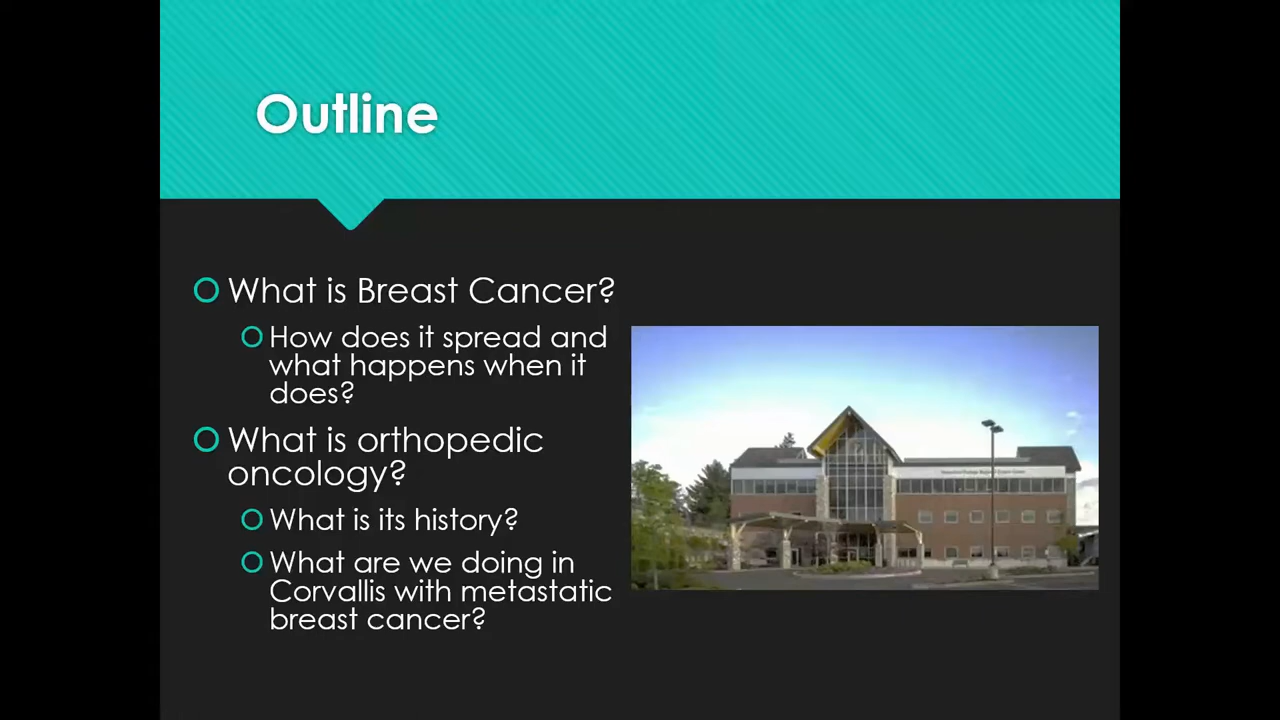 Outline
What is Breast Cancer?
How does it spread and
what happens when it
does?
What is orthopedic
oncology?
What is its history?
What are we doing in
Corvallis with metastatic
breast cancer?